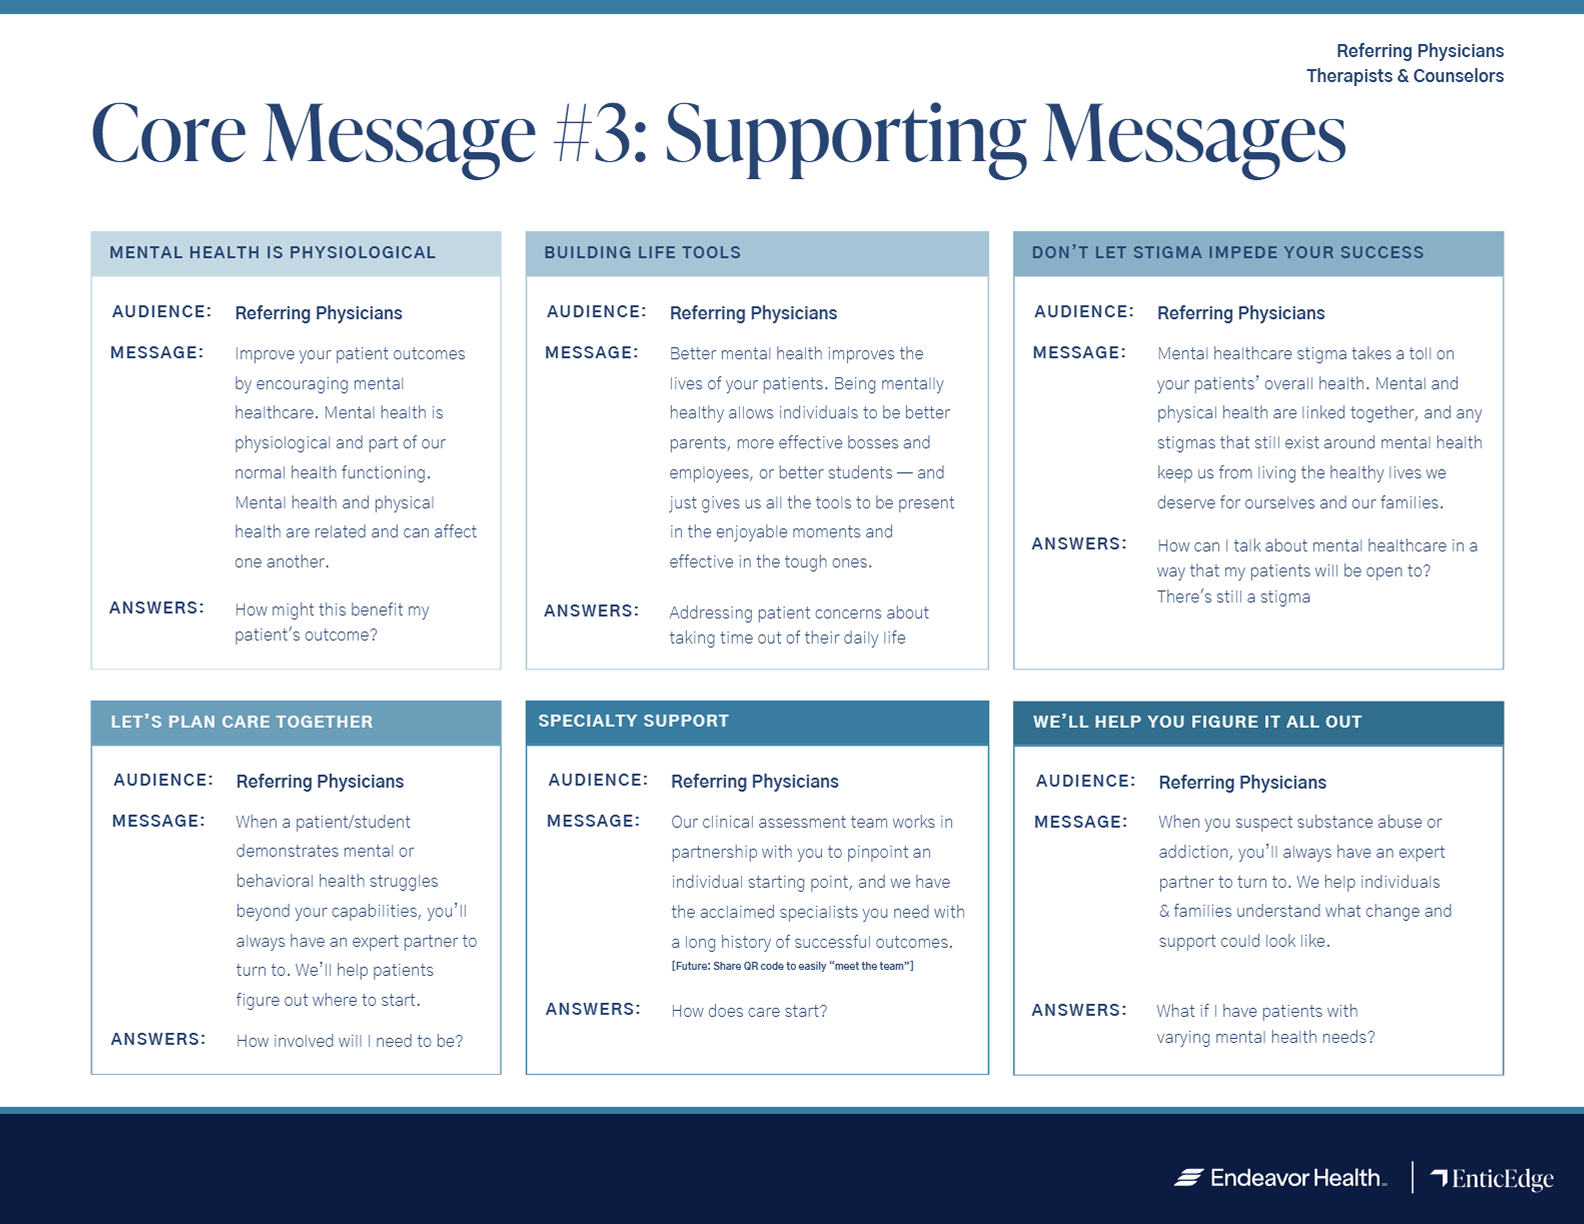 Referring Physicians
Therapists & Counselors
Core Message #3: Supporting Messages
MENTAL HEALTH IS PHYSIOLOGICAL
AUDIENCE: Referring Physicians
MESSAGE: Improve your patient outcomes
by encouraging mental
healthcare. Mental health is
physiological and part of our
normal health functioning.
Mental health and physical
health are related and can affect
one another.
ANSWERS: How might this benefit my
patient's outcome?
BUILDING LIFE TOOLS
AUDIENCE: Referring Physicians
MESSAGE: Better mental health improves the
lives of your patients. Being mentally
healthy allows individuals to be better
parents, more effective bosses and
employees, or better students — and
just gives us all the tools to be present
in the enjoyable moments and
effective in the tough ones.
ANSWERS: Addressing patient concerns about
taking time out of their daily life
DON'T LET STIGMA IMPEDE YOUR SUCCESS
AUDIENCE: Referring Physicians
MESSAGE: Mental healthcare stigma takes a toll on
your patients' overall health. Mental and
physical health are linked together, and any
stigmas that still exist around mental health
keep us from living the healthy lives we
deserve for ourselves and our families.
ANSWERS: How can I talk about mental healthcare in a
way that my patients will be open to?
There's still a stigma
LET'S PLAN CARE TOGETHER
AUDIENCE: Referring Physicians
MESSAGE: When a patient/student
demonstrates mental or
behavioral health struggles
beyond your capabilities, you'll
always have an expert partner to
turn to. We'll help patients
figure out where to start.
ANSWERS: How involved will I need to be?
SPECIALTY SUPPORT
AUDIENCE: Referring Physicians
MESSAGE: Our clinical assessment team works in
partnership with you to pinpoint an
individual starting point, and we have
the acclaimed specialists you need with
a long history of successful outcomes.
[Future: Share QR code to easily "meet the team"]
ANSWERS: How does care start?
WE'LL HELP YOU FIGURE IT ALL OUT
AUDIENCE: Referring Physicians
MESSAGE: When you suspect substance abuse or
addiction, you'll always have an expert
partner to turn to. We help individuals
& families understand what change and
support could look like.
ANSWERS: What if I have patients with
varying mental health needs?
Endeavor Health
EnticEdge